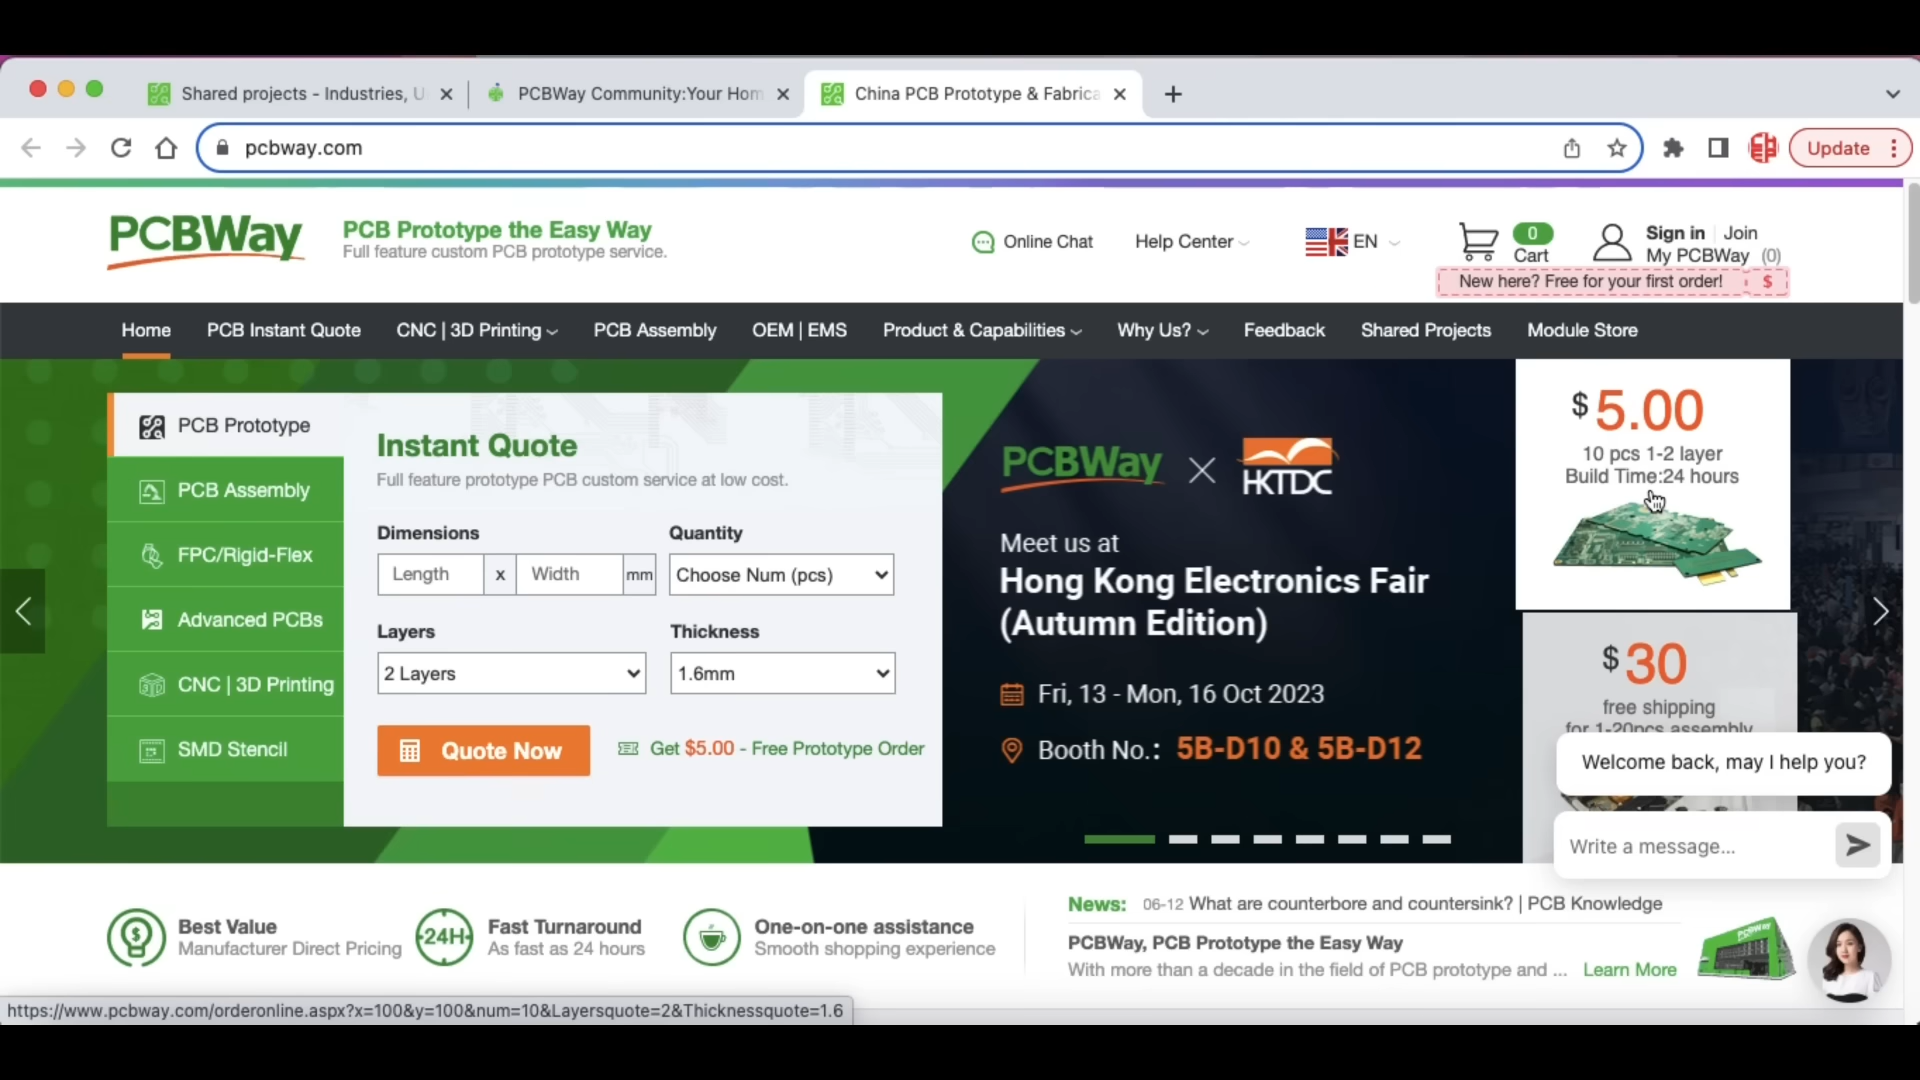 Shared projects - Industries, U
PCBWay Community:Your Hom
China PCB Prototype & Fabrica
pcbway.com
Update
PCBWay
PCB Prototype the Easy Way
Full feature custom PCB prototype service.
Online Chat
Help Center
EN
0
Cart
Sign in | Join
My PCBWay (0)
New here? Free for your first order! $
Home
PCB Instant Quote
CNC | 3D Printing
PCB Assembly
OEM | EMS
Product & Capabilities
Why Us?
Feedback
Shared Projects
Module Store
PCB Prototype
PCB Assembly
FPC/Rigid-Flex
Advanced PCBs
CNC | 3D Printing
SMD Stencil
Instant Quote
Full feature prototype PCB custom service at low cost.
Dimensions
Quantity
Length x Width mm
Choose Num (pcs)
Layers
Thickness
2 Layers
1.6mm
Quote Now
Get $5.00 - Free Prototype Order
PCBWay × HKTDC
Meet us at
Hong Kong Electronics Fair
(Autumn Edition)
Fri, 13 - Mon, 16 Oct 2023
Booth No.: 5B-D10 & 5B-D12
$5.00
10 pcs 1-2 layer
Build Time:24 hours
$30
free shipping
for 1-20pcs assembly
Welcome back, may I help you?
Write a message...
Best Value
Manufacturer Direct Pricing
24H
Fast Turnaround
As fast as 24 hours
One-on-one assistance
Smooth shopping experience
News: 06-12 What are counterbore and countersink? | PCB Knowledge
PCBWay, PCB Prototype the Easy Way
With more than a decade in the field of PCB prototype and ... Learn More
PCBWay
https://www.pcbway.com/orderonline.aspx?x=100&y=100&num=10&Layersquote=2&Thicknessquote=1.6